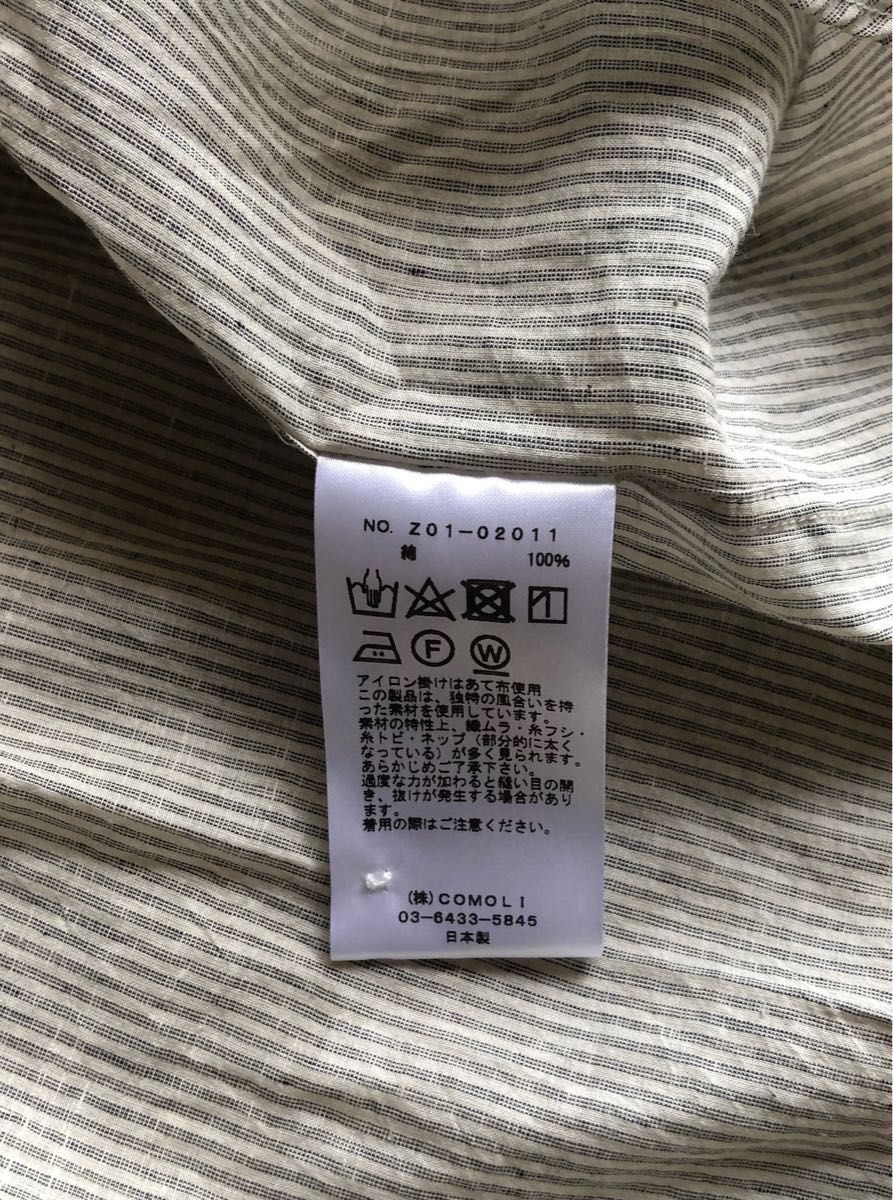 NO. Z01-02011
綿 100%
F W
アイロン掛けはあて布使用
この製品は、独特の風合いを持
った素材を使用しています。
素材の特性上、織ムラ・糸フシ・
糸トビ・ネップ（部分的に太く
なっている）が多く見られます。
あらかじめご了承下さい。
過度な力が加わると縫い目の開
き、抜けが発生する場合があり
ます。
着用の際はご注意ください。
(株)COMOLI
03-6433-5845
日本製